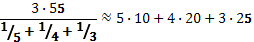 3 · 55
1/5 + 1/4 + 1/3 ≈ 5 · 10 + 4 · 20 + 3 · 25